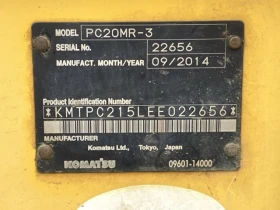 MODEL PC20MR-3
SERIAL No. 22656
MANUFACT. MONTH/YEAR 09/2014
Product Identification Number
*KMTPC215LEE022656*
MANUFACTURER
Komatsu Ltd. Tokyo, Japan
KOMATSU 09601-14000